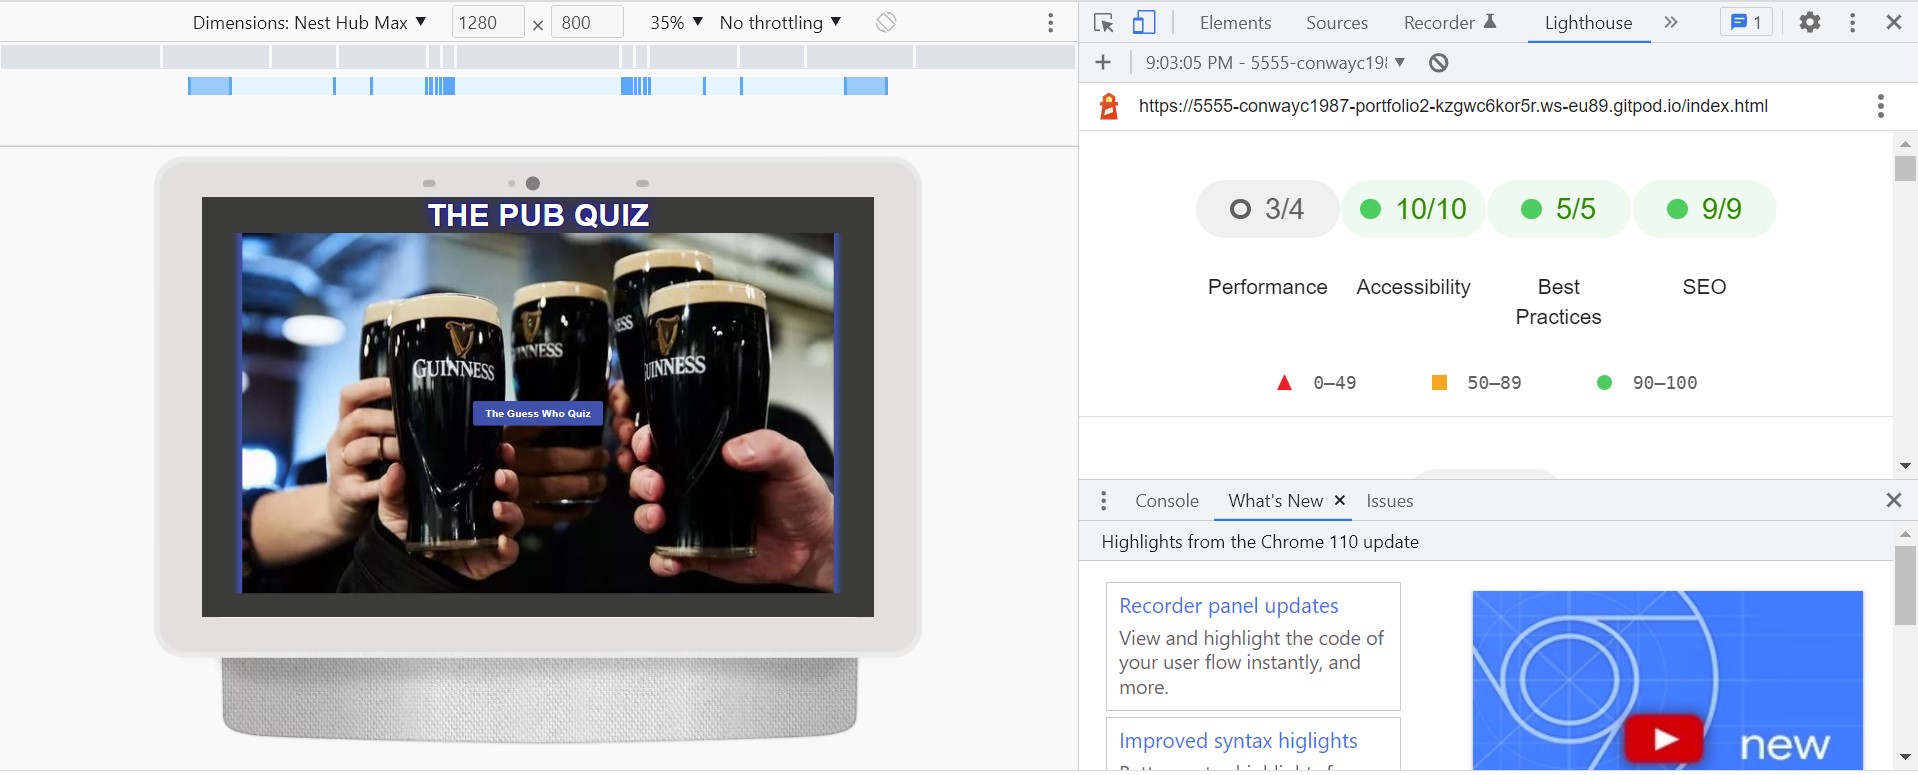 Dimensions: Nest Hub Max ▼ 1280 × 800 35% ▼ No throttling ▼
THE PUB QUIZ
GUINNESS
UINNESS
NESS
UINNESS
The Guess Who Quiz
Elements Sources Recorder Lighthouse » 1
9:03:05 PM - 5555-conwayc198 ▼
https://5555-conwayc1987-portfolio2-kzgwc6kor5r.ws-eu89.gitpod.io/index.html
3/4 10/10 5/5 9/9
Performance Accessibility Best Practices SEO
0–49 50–89 90–100
Console What's New × Issues
Highlights from the Chrome 110 update
Recorder panel updates
View and highlight the code of
your user flow instantly, and
more.
Improved syntax higlights
new